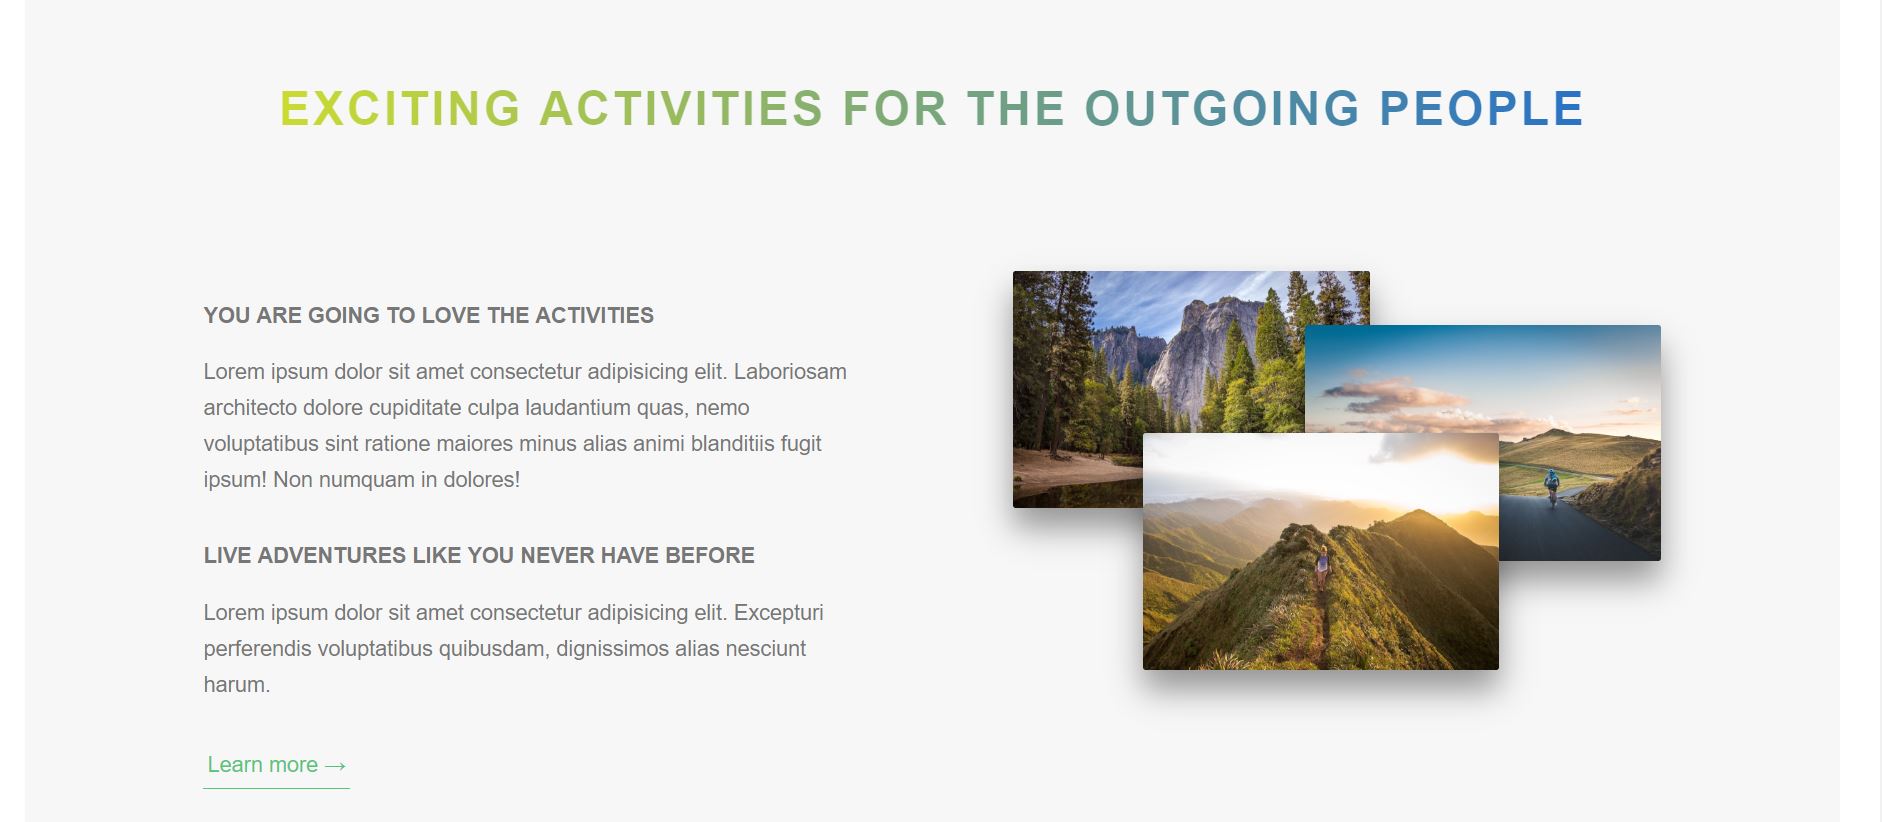 EXCITING ACTIVITIES FOR THE OUTGOING PEOPLE
YOU ARE GOING TO LOVE THE ACTIVITIES
Lorem ipsum dolor sit amet consectetur adipisicing elit. Laboriosam
architecto dolore cupiditate culpa laudantium quas, nemo
voluptatibus sint ratione maiores minus alias animi blanditiis fugit
ipsum! Non numquam in dolores!
LIVE ADVENTURES LIKE YOU NEVER HAVE BEFORE
Lorem ipsum dolor sit amet consectetur adipisicing elit. Excepturi
perferendis voluptatibus quibusdam, dignissimos alias nesciunt
harum.
Learn more →